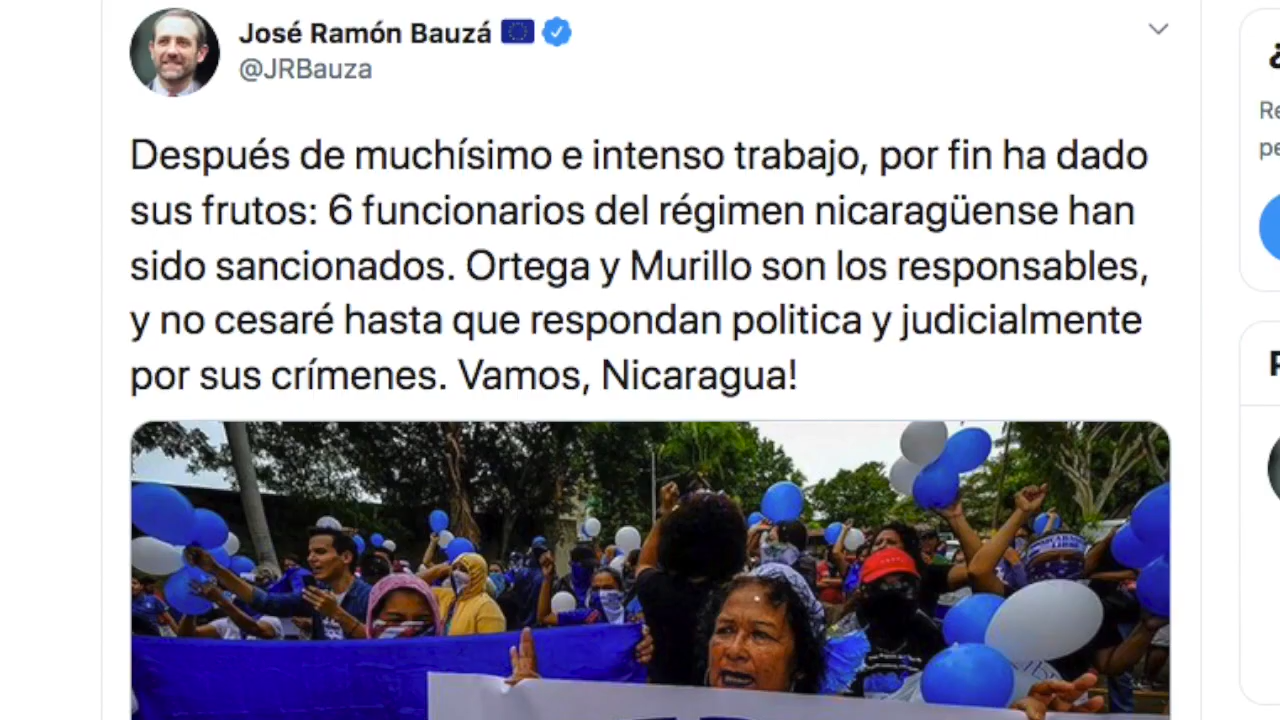 José Ramón Bauzá
@JRBauza
Después de muchísimo e intenso trabajo, por fin ha dado
sus frutos: 6 funcionarios del régimen nicaragüense han
sido sancionados. Ortega y Murillo son los responsables,
y no cesaré hasta que respondan politica y judicialmente
por sus crímenes. Vamos, Nicaragua!